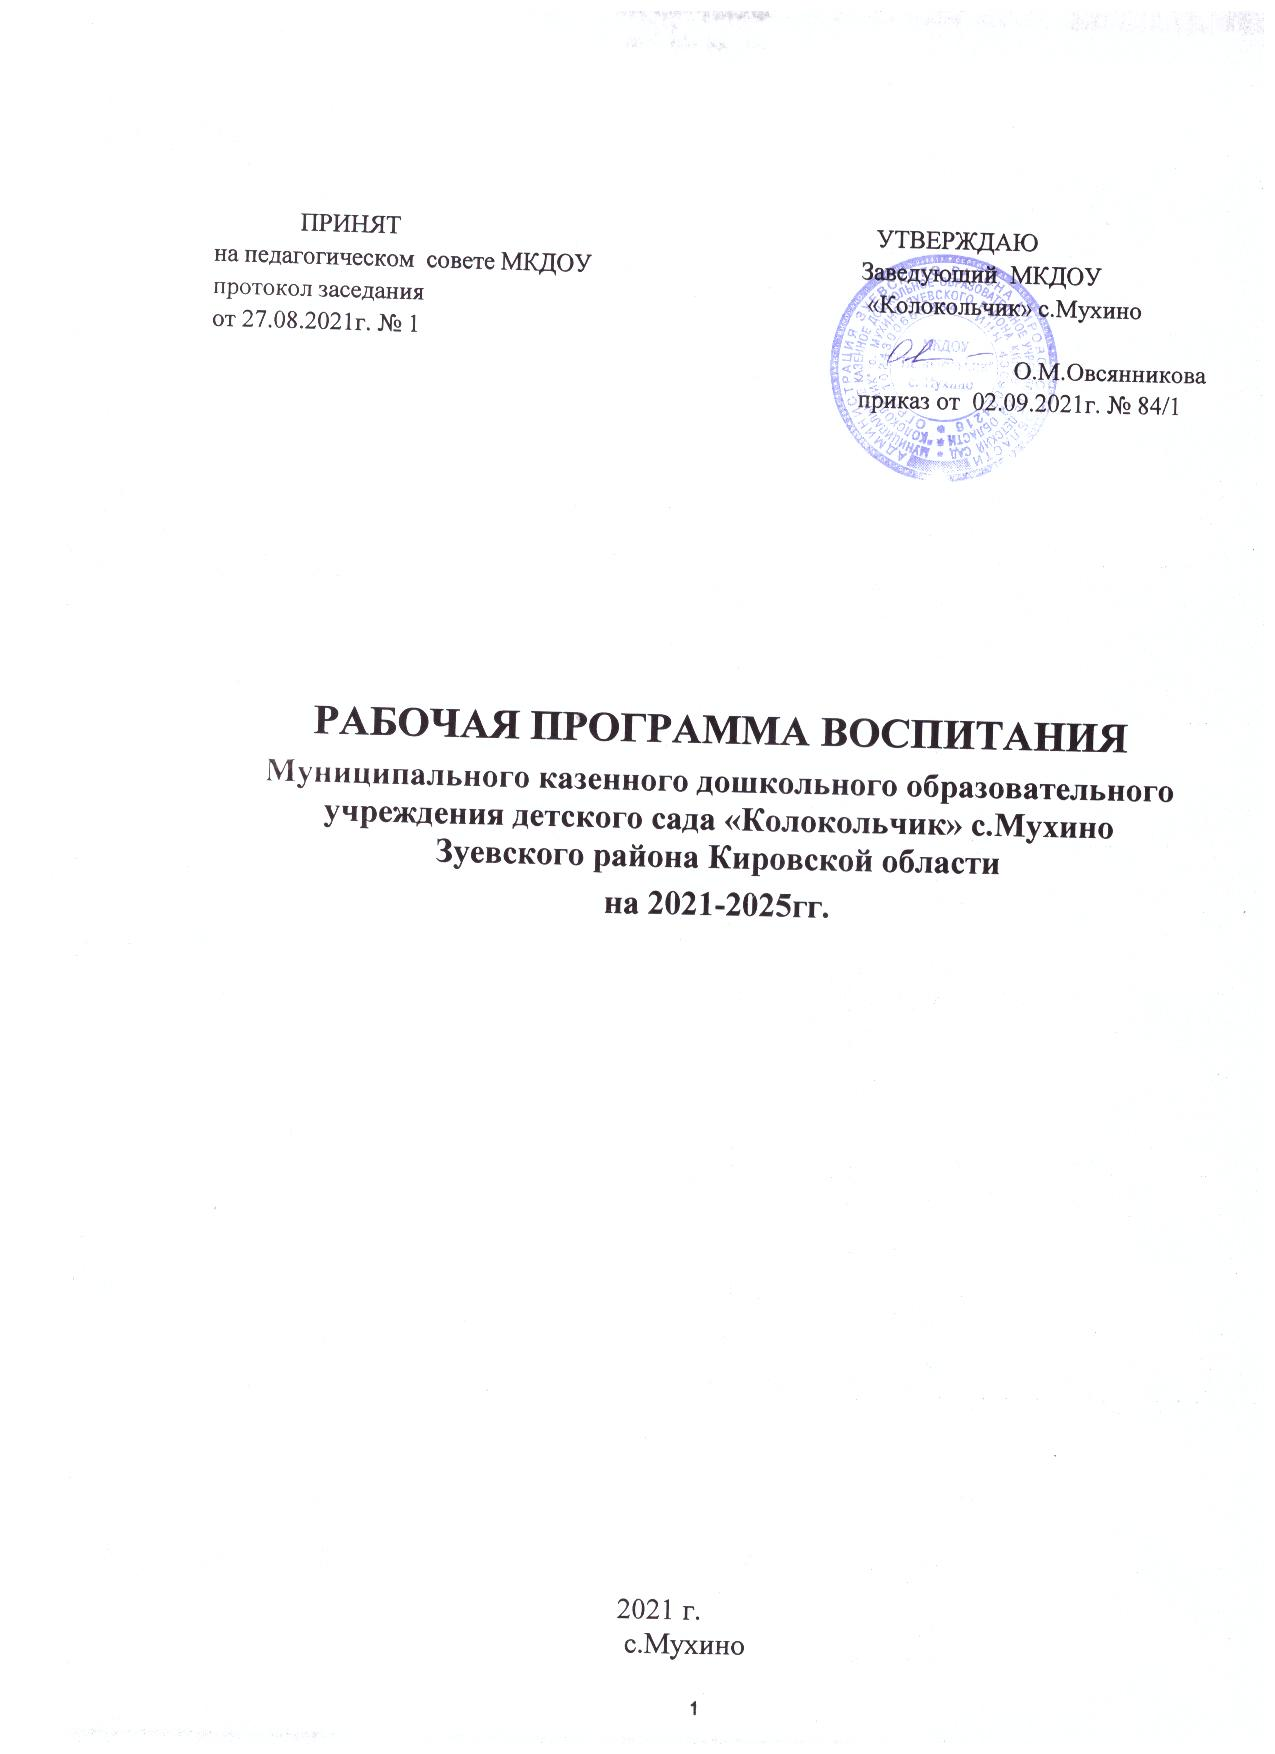 ПРИНЯТ
на педагогическом совете МКДОУ
протокол заседания
от 27.08.2021г. № 1
УТВЕРЖДАЮ
Заведующий МКДОУ
«Колокольчик» с.Мухино
О.М.Овсянникова
приказ от 02.09.2021г. № 84/1
МКДОУ
с. Мухино
РАБОЧАЯ ПРОГРАММА ВОСПИТАНИЯ
Муниципального казенного дошкольного образовательного
учреждения детского сада «Колокольчик» с.Мухино
Зуевского района Кировской области
на 2021-2025гг.
2021 г.
с.Мухино
1